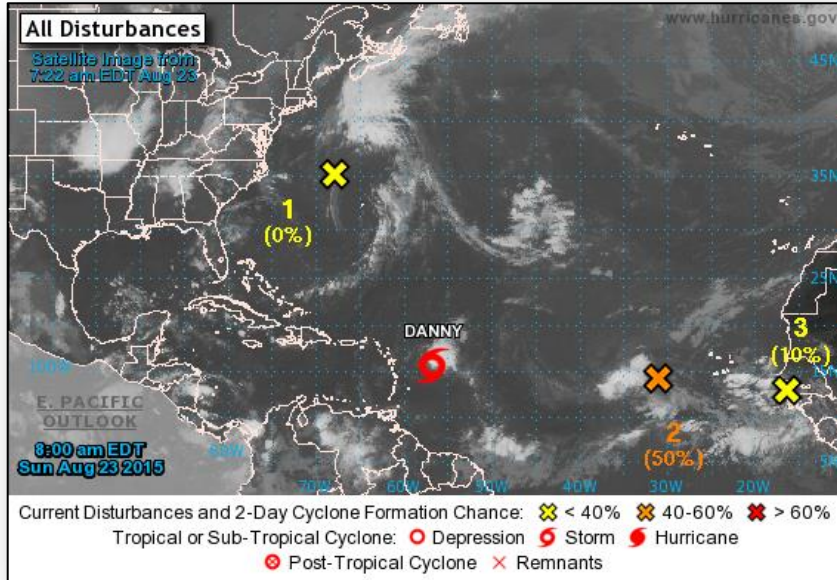 All Disturbances
www.hurricanes.gov
Satellite Image from
7:22 am EDT Aug 23
45N
35N
1
(0%)
25N
DANNY
3
(10%)
100W
15N
E. PACIFIC
OUTLOOK
2
(50%)
8:00 am EDT
Sun Aug 23 2015
5N
70W
60W
50W
40W
30W
20W
Current Disturbances and 2-Day Cyclone Formation Chance: < 40% 40-60% > 60%
Tropical or Sub-Tropical Cyclone: Depression Storm Hurricane
Post-Tropical Cyclone Remnants